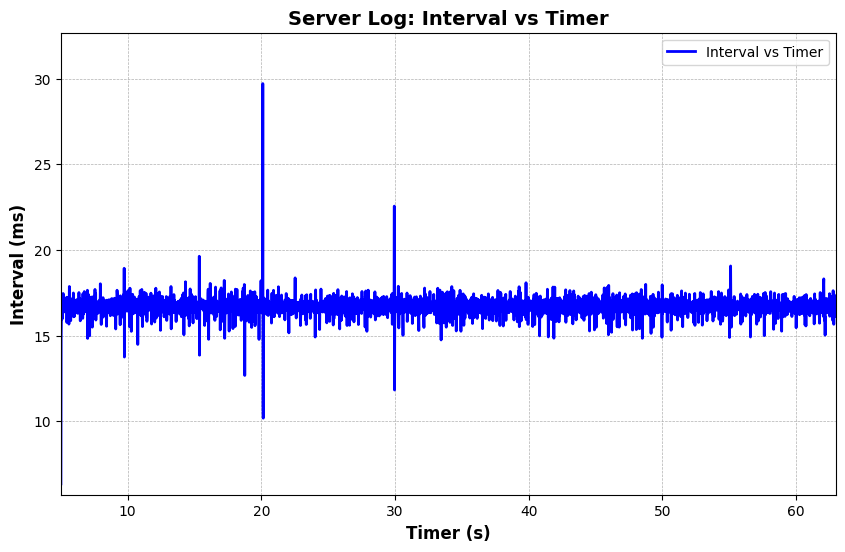 Server Log: Interval vs Timer
Interval vs Timer
30
25
20
15
10
Interval (ms)
10 20 30 40 50 60
Timer (s)